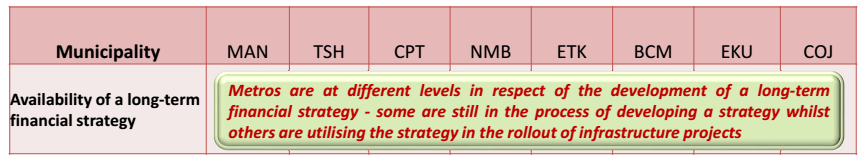 Municipality MAN TSH CPT NMB ETK BCM EKU COJ
Availability of a long-term
financial strategy
Metros are at different levels in respect of the development of a long-term
financial strategy - some are still in the process of developing a strategy whilst
others are utilising the strategy in the rollout of infrastructure projects